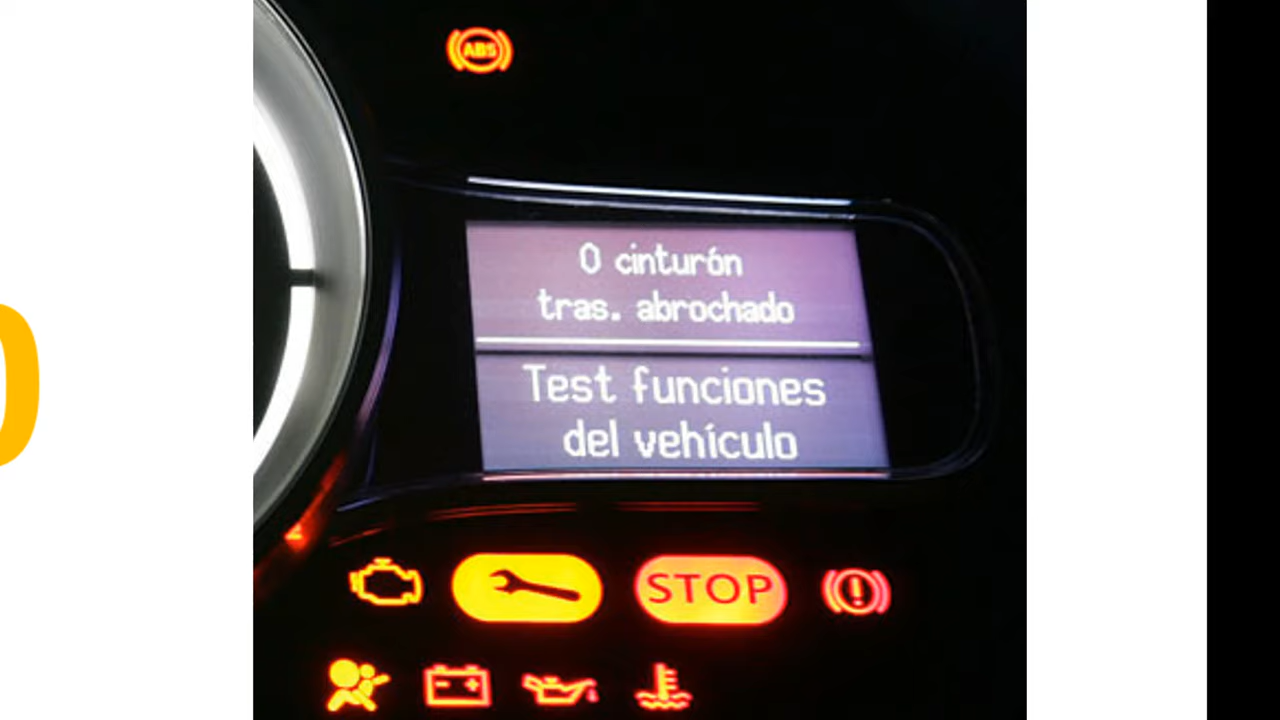 ABS
0 cinturón
tras. abrochado
Test funciones
del vehículo
STOP